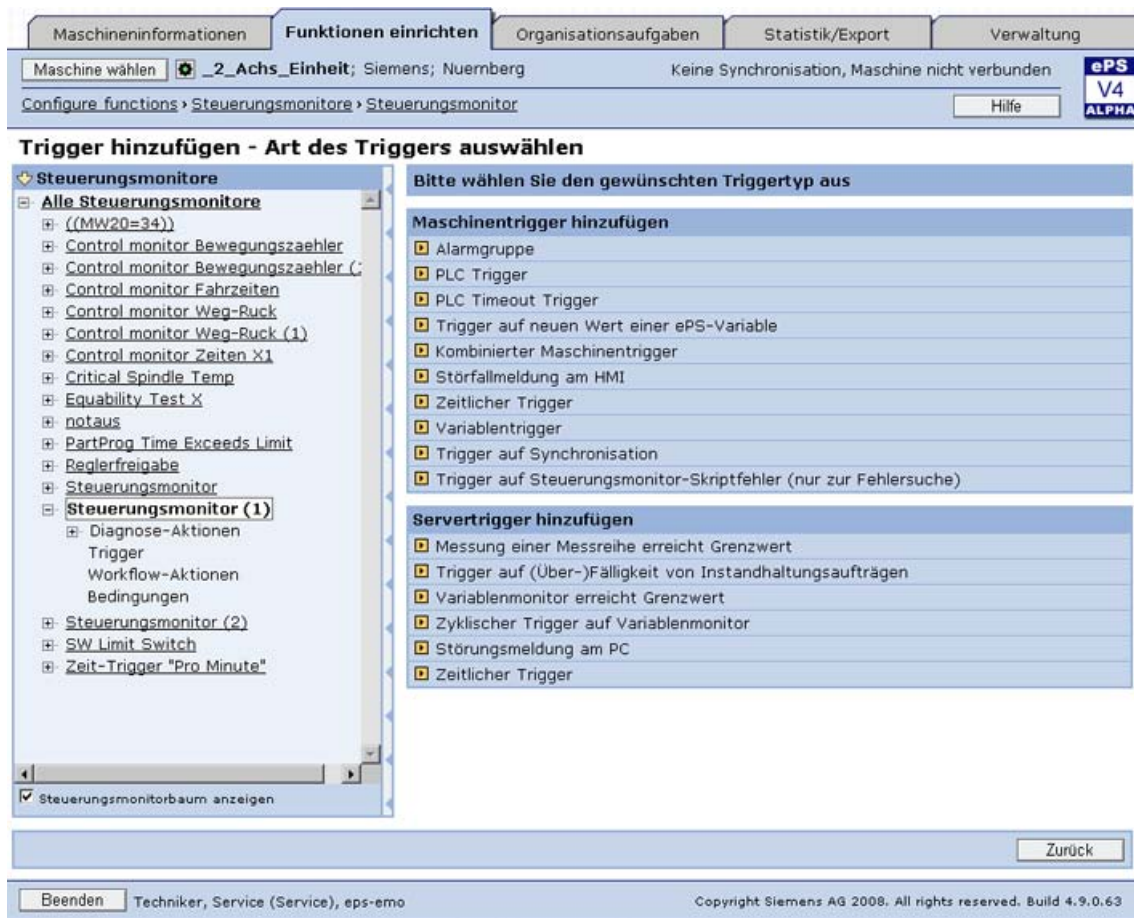 Maschineninformationen
Funktionen einrichten
Organisationsaufgaben
Statistik/Export
Verwaltung
Maschine wählen
_2_Achs_Einheit; Siemens; Nuernberg
Keine Synchronisation, Maschine nicht verbunden
ePS
V4
ALPHA
Configure functions › Steuerungsmonitore › Steuerungsmonitor
Hilfe
Trigger hinzufügen - Art des Triggers auswählen
Steuerungsmonitore
Alle Steuerungsmonitore
((MW20=34))
Control monitor Bewegungszaehler
Control monitor Bewegungszaehler (
Control monitor Fahrzeiten
Control monitor Weg-Ruck
Control monitor Weg-Ruck (1)
Control monitor Zeiten X1
Critical Spindle Temp
Equability Test X
notaus
PartProg Time Exceeds Limit
Reglerfreigabe
Steuerungsmonitor
Steuerungsmonitor (1)
Diagnose-Aktionen
Trigger
Workflow-Aktionen
Bedingungen
Steuerungsmonitor (2)
SW Limit Switch
Zeit-Trigger "Pro Minute"
Steuerungsmonitorbaum anzeigen
Bitte wählen Sie den gewünschten Triggertyp aus
Maschinentrigger hinzufügen
Alarmgruppe
PLC Trigger
PLC Timeout Trigger
Trigger auf neuen Wert einer ePS-Variable
Kombinierter Maschinentrigger
Störfallmeldung am HMI
Zeitlicher Trigger
Variablentrigger
Trigger auf Synchronisation
Trigger auf Steuerungsmonitor-Skriptfehler (nur zur Fehlersuche)
Servertrigger hinzufügen
Messung einer Messreihe erreicht Grenzwert
Trigger auf (Über-)Fälligkeit von Instandhaltungsaufträgen
Variablenmonitor erreicht Grenzwert
Zyklischer Trigger auf Variablenmonitor
Störungsmeldung am PC
Zeitlicher Trigger
Zurück
Beenden
Techniker, Service (Service), eps-emo
Copyright Siemens AG 2008. All rights reserved. Build 4.9.0.63